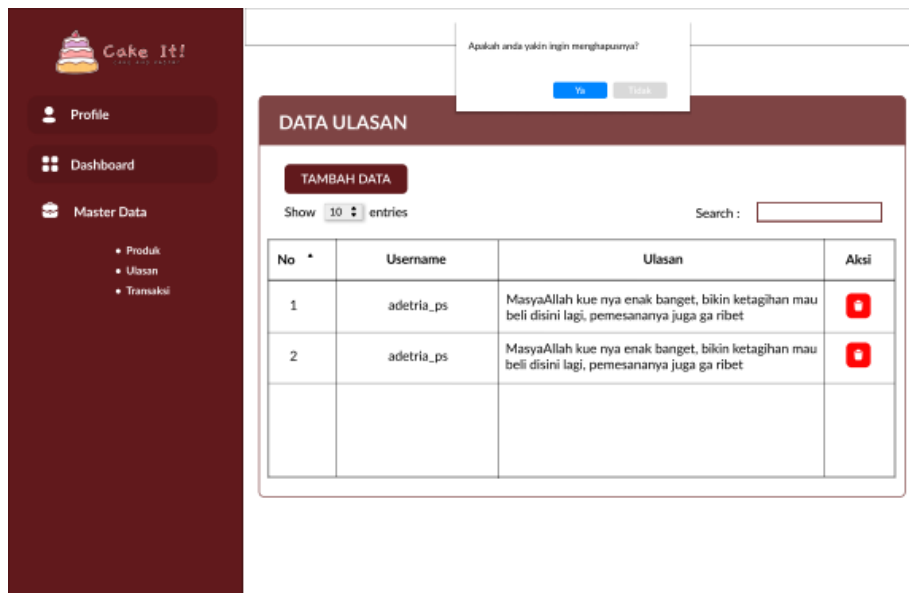 Cake It!
Profile
Dashboard
Master Data
• Produk
• Ulasan
• Transaksi
Apakah anda yakin ingin menghapusnya?
Ya Tidak
DATA ULASAN
TAMBAH DATA
Show 10 entries
Search :
No Username Ulasan Aksi
1 adetria_ps MasyaAllah kue nya enak banget, bikin ketagihan mau
beli disini lagi, pemesananya juga ga ribet
2 adetria_ps MasyaAllah kue nya enak banget, bikin ketagihan mau
beli disini lagi, pemesananya juga ga ribet